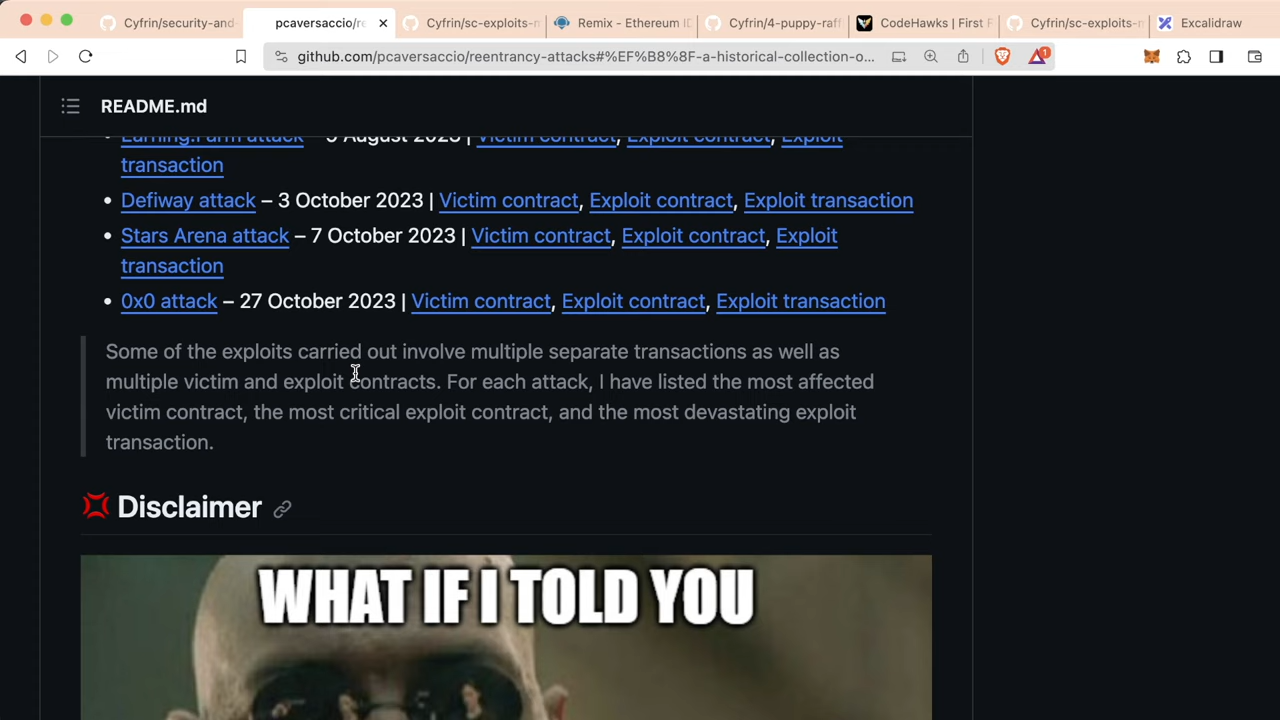 Cyfrin/security-and-
pcaversaccio/re
Cyfrin/sc-exploits-m
Remix - Ethereum ID
Cyfrin/4-puppy-raff
CodeHawks | First F
Cyfrin/sc-exploits-m
Excalidraw
github.com/pcaversaccio/reentrancy-attacks#%EF%B8%8F-a-historical-collection-o...
1
README.md
Earning.Farm attack – 9 August 2023 | Victim contract, Exploit contract, Exploit
transaction
• Defiway attack – 3 October 2023 | Victim contract, Exploit contract, Exploit transaction
• Stars Arena attack – 7 October 2023 | Victim contract, Exploit contract, Exploit
transaction
• 0x0 attack – 27 October 2023 | Victim contract, Exploit contract, Exploit transaction
Some of the exploits carried out involve multiple separate transactions as well as
multiple victim and exploit contracts. For each attack, I have listed the most affected
victim contract, the most critical exploit contract, and the most devastating exploit
transaction.
Disclaimer
WHAT IF I TOLD YOU